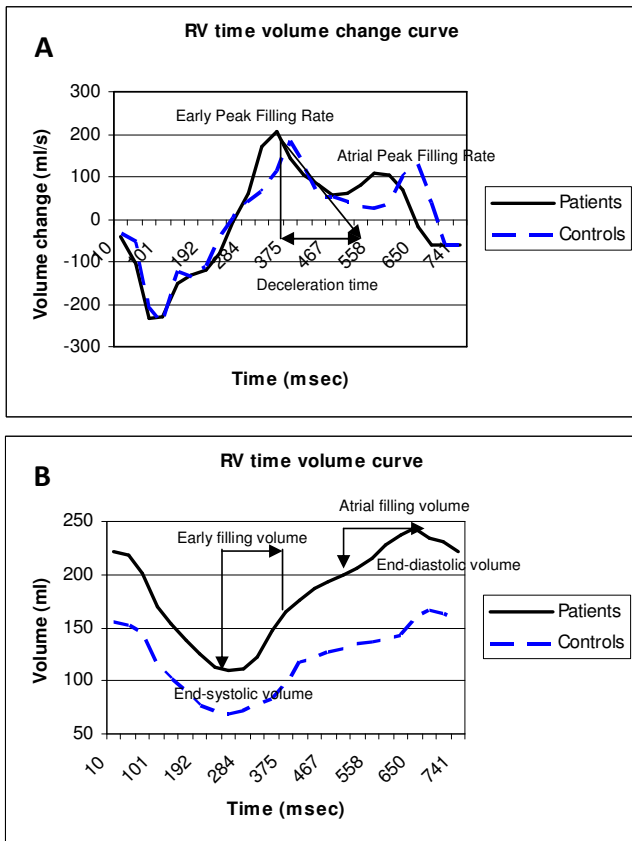 RV time volume change curve
A
300
200
100
0
-100
-200
-300
Volume change (ml/s)
Early Peak Filling Rate
Atrial Peak Filling Rate
Deceleration time
10
101
192
284
375
467
558
650
741
Time (msec)
Patients
Controls
RV time volume curve
B
250
200
150
100
50
Volume (ml)
Atrial filling volume
Early filling volume
End-diastolic volume
End-systolic volume
10
101
192
284
375
467
558
650
741
Time (msec)
Patients
Controls